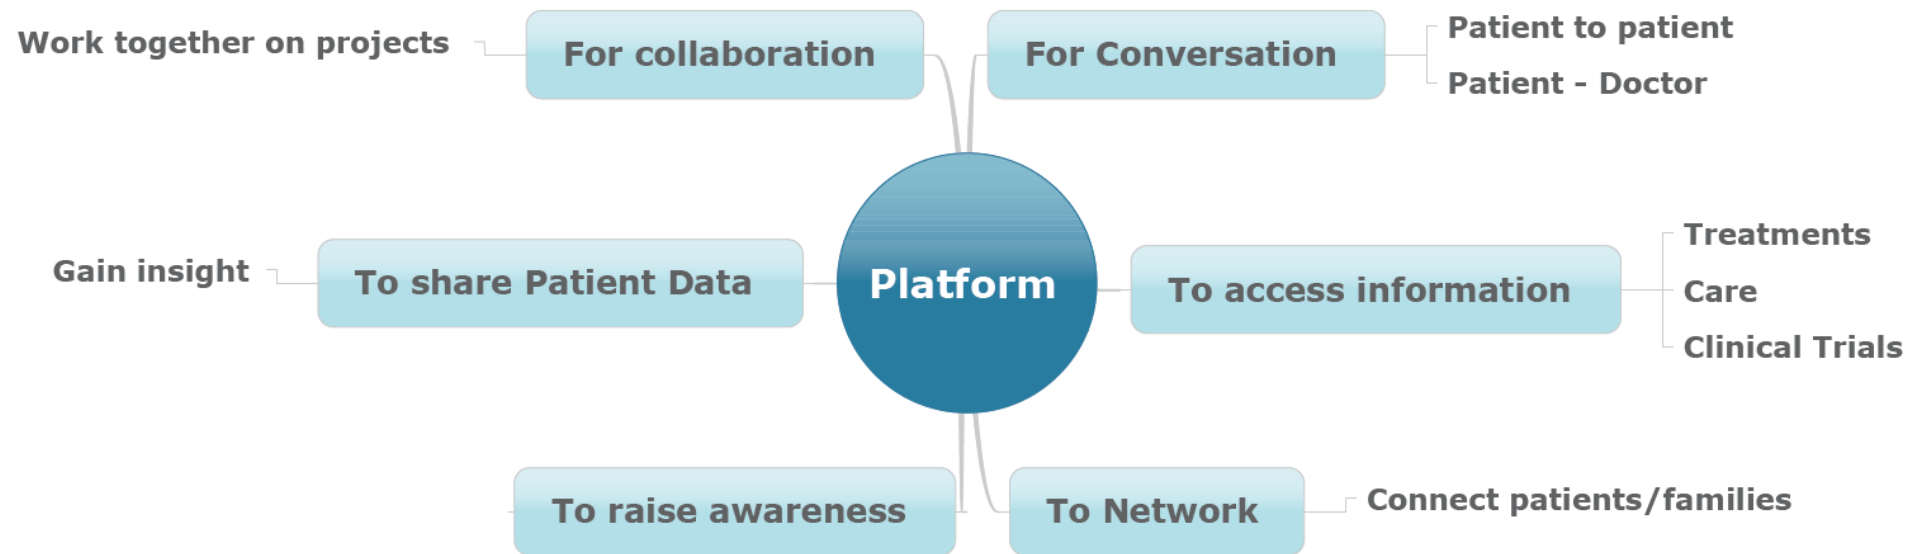 Work together on projects
For collaboration
For Conversation
Patient to patient
Patient - Doctor
Gain insight
To share Patient Data
Platform
To access information
Treatments
Care
Clinical Trials
To raise awareness
To Network
Connect patients/families